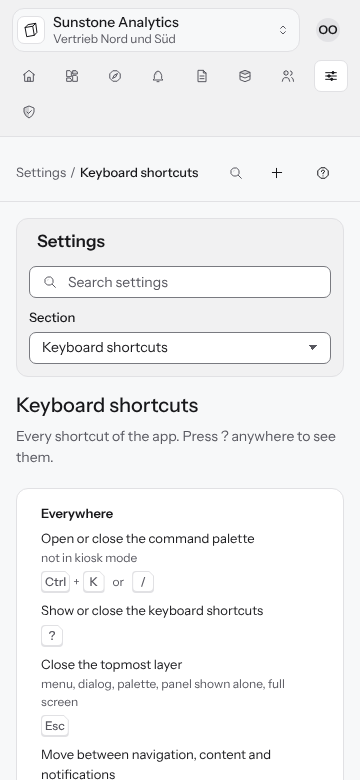 Sunstone Analytics
Vertrieb Nord und Süd
OO
Settings / Keyboard shortcuts
Settings
Search settings
Section
Keyboard shortcuts
Keyboard shortcuts
Every shortcut of the app. Press ? anywhere to see
them.
Everywhere
Open or close the command palette
not in kiosk mode
Ctrl + K or /
Show or close the keyboard shortcuts
?
Close the topmost layer
menu, dialog, palette, panel shown alone, full
screen
Esc
Move between navigation, content and
notifications